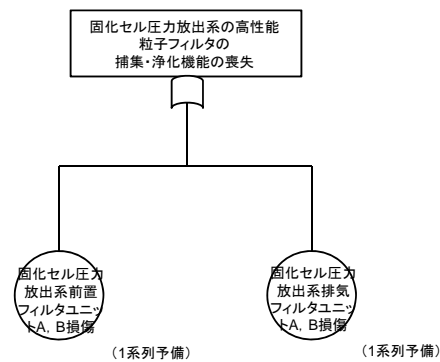 固化セル圧力放出系の高性能
粒子フィルタの
捕集・浄化機能の喪失
固化セル圧力
放出系前置
フィルタユニッ
トA, B損傷
（1系列予備）
固化セル圧力
放出系排気
フィルタユニッ
トA, B損傷
（1系列予備）